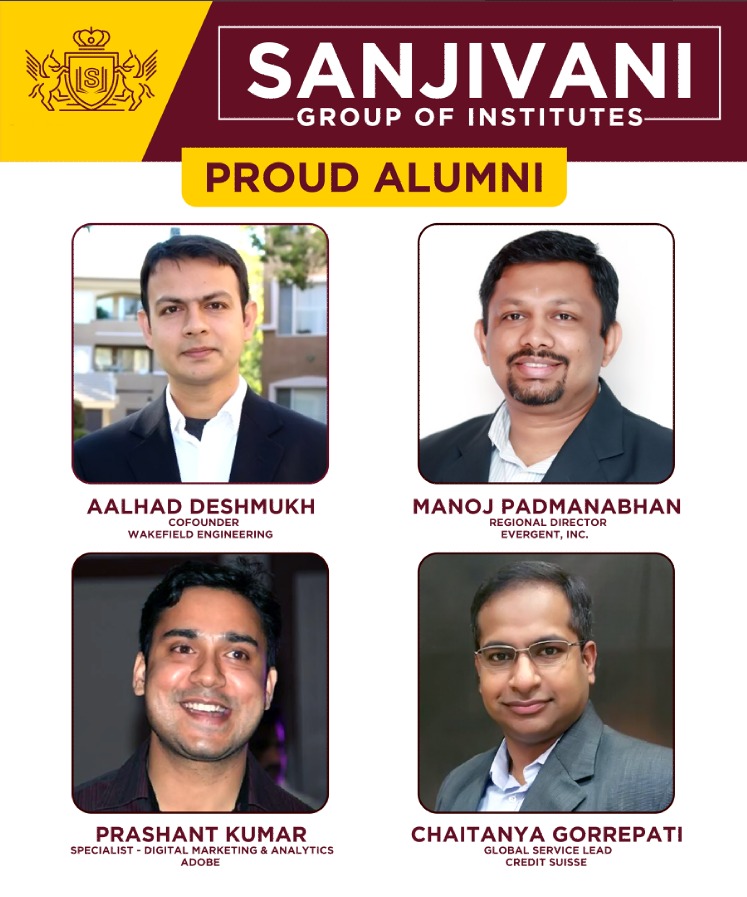 SANJIVANI
GROUP OF INSTITUTES
PROUD ALUMNI
AALHAD DESHMUKH
COFOUNDER
WAKEFIELD ENGINEERING
MANOJ PADMANABHAN
REGIONAL DIRECTOR
EVERGENT, INC.
PRASHANT KUMAR
SPECIALIST - DIGITAL MARKETING & ANALYTICS
ADOBE
CHAITANYA GORREPATI
GLOBAL SERVICE LEAD
CREDIT SUISSE